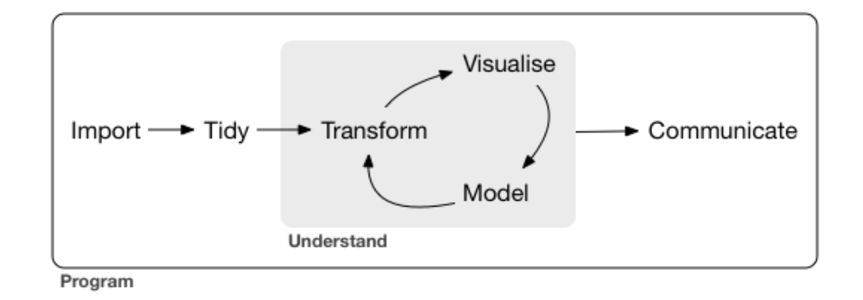 Visualise
Import
Tidy
Transform
Communicate
Model
Understand
Program